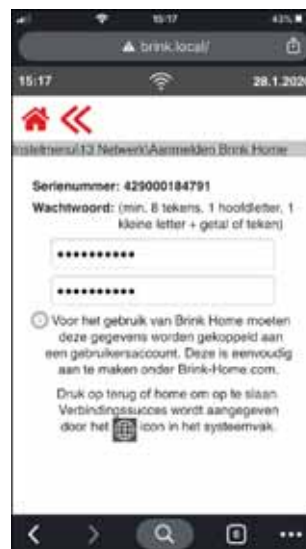 15:17
43%
brink.local/
15:17
28.1.202
Instelmenu\13 Netwerk\Aanmelden Brink Home
Serienummer: 429000184791
Wachtwoord: (min. 8 tekens, 1 hoofdletter, 1
kleine letter + getal of teken)
••••••••••
••••••••••
Voor het gebruik van Brink Home moeten
deze gegevens worden gekoppeld aan
een gebruikersaccount. Deze is eenvoudig
aan te maken onder Brink-Home.com.
Druk op terug of home om op te slaan.
Verbindingssucces wordt aangegeven
door het icon in het systeemvak.